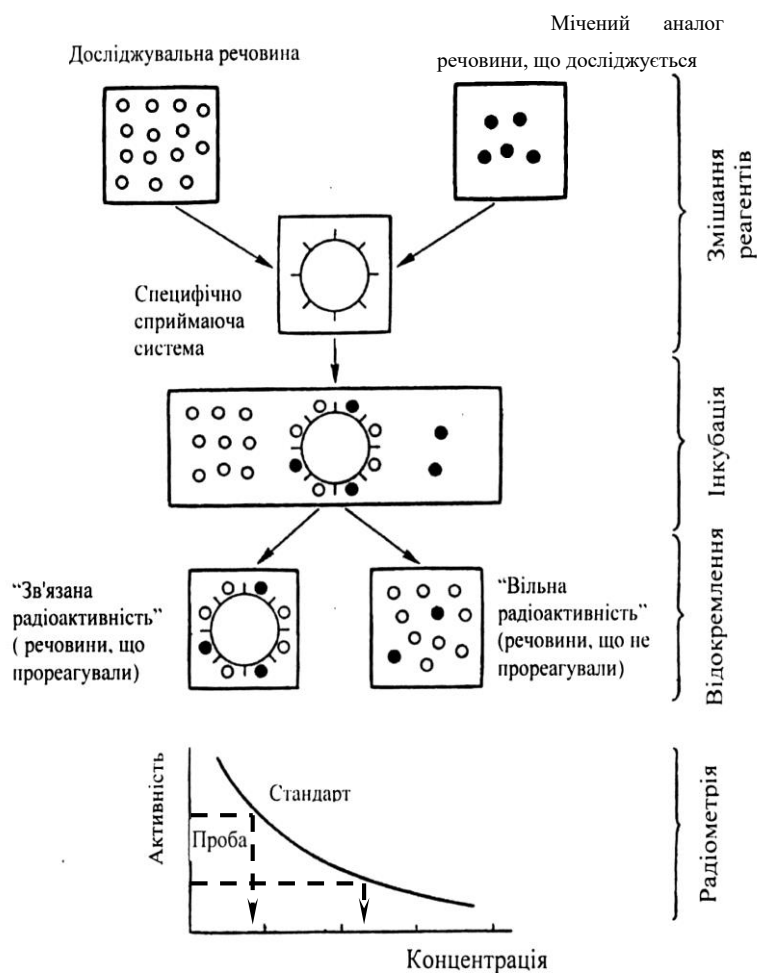 Мічений аналог
речовини, що досліджується
Досліджувальна речовина
Змішання
реагентів
Специфічно
сприймаюча
система
Інкубація
“Зв'язана
радіоактивність”
( речовини, що
прореагували)
“Вільна
радіоактивність”
(речовини, що не
прореагували)
Відокремлення
Активність
Стандарт
Проба
Концентрація
Радіометрія